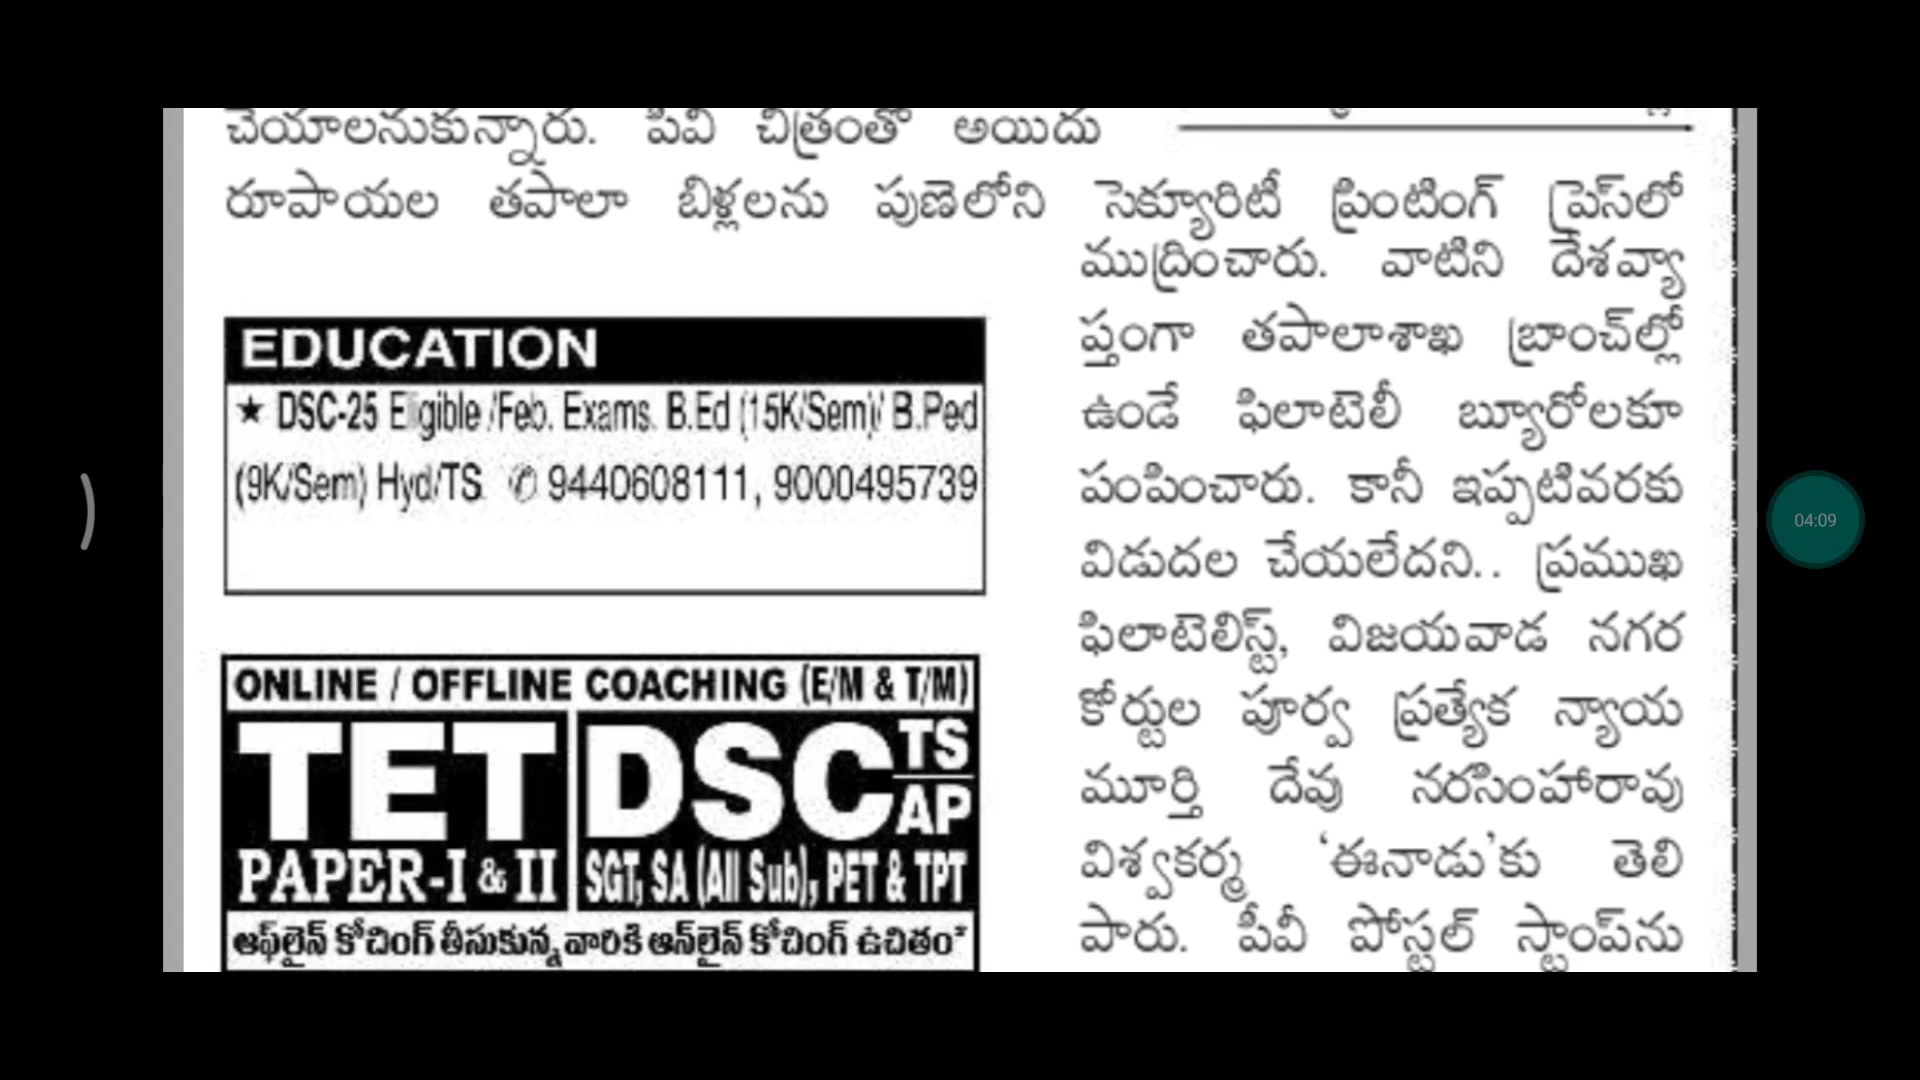 చేయాలనుకున్నారు. పీవీ చిత్రంతో అయిదు
రూపాయల తపాలా బిళ్లలను పుణెలోని
సెక్యూరిటీ ప్రింటింగ్ ప్రెస్‌లో
ముద్రించారు. వాటిని దేశవ్యా
ప్తంగా తపాలాశాఖ బ్రాంచ్‌ల్లో
ఉండే ఫిలాటెలీ బ్యూరోలకూ
పంపించారు. కానీ ఇప్పటివరకు
విడుదల చేయలేదని.. ప్రముఖ
ఫిలాటెలిస్ట్, విజయవాడ నగర
కోర్టుల పూర్వ ప్రత్యేక న్యాయ
మూర్తి దేవు నరసింహారావు
విశ్వకర్మ ‘ఈనాడు’కు తెలి
పారు. పీవీ పోస్టల్ స్టాంప్‌ను
EDUCATION
★ DSC-25 Eligible /Feb. Exams. B.Ed (15K/Sem)/ B.Ped
(9K/Sem) Hyd/TS. ✆ 9440608111, 9000495739
ONLINE / OFFLINE COACHING (E/M & T/M)
TET
PAPER-I & II
DSC TS
AP
SGT, SA (All Sub), PET & TPT
ఆఫ్‌లైన్ కోచింగ్ తీసుకున్న వారికి ఆన్‌లైన్ కోచింగ్ ఉచితం*
04:09